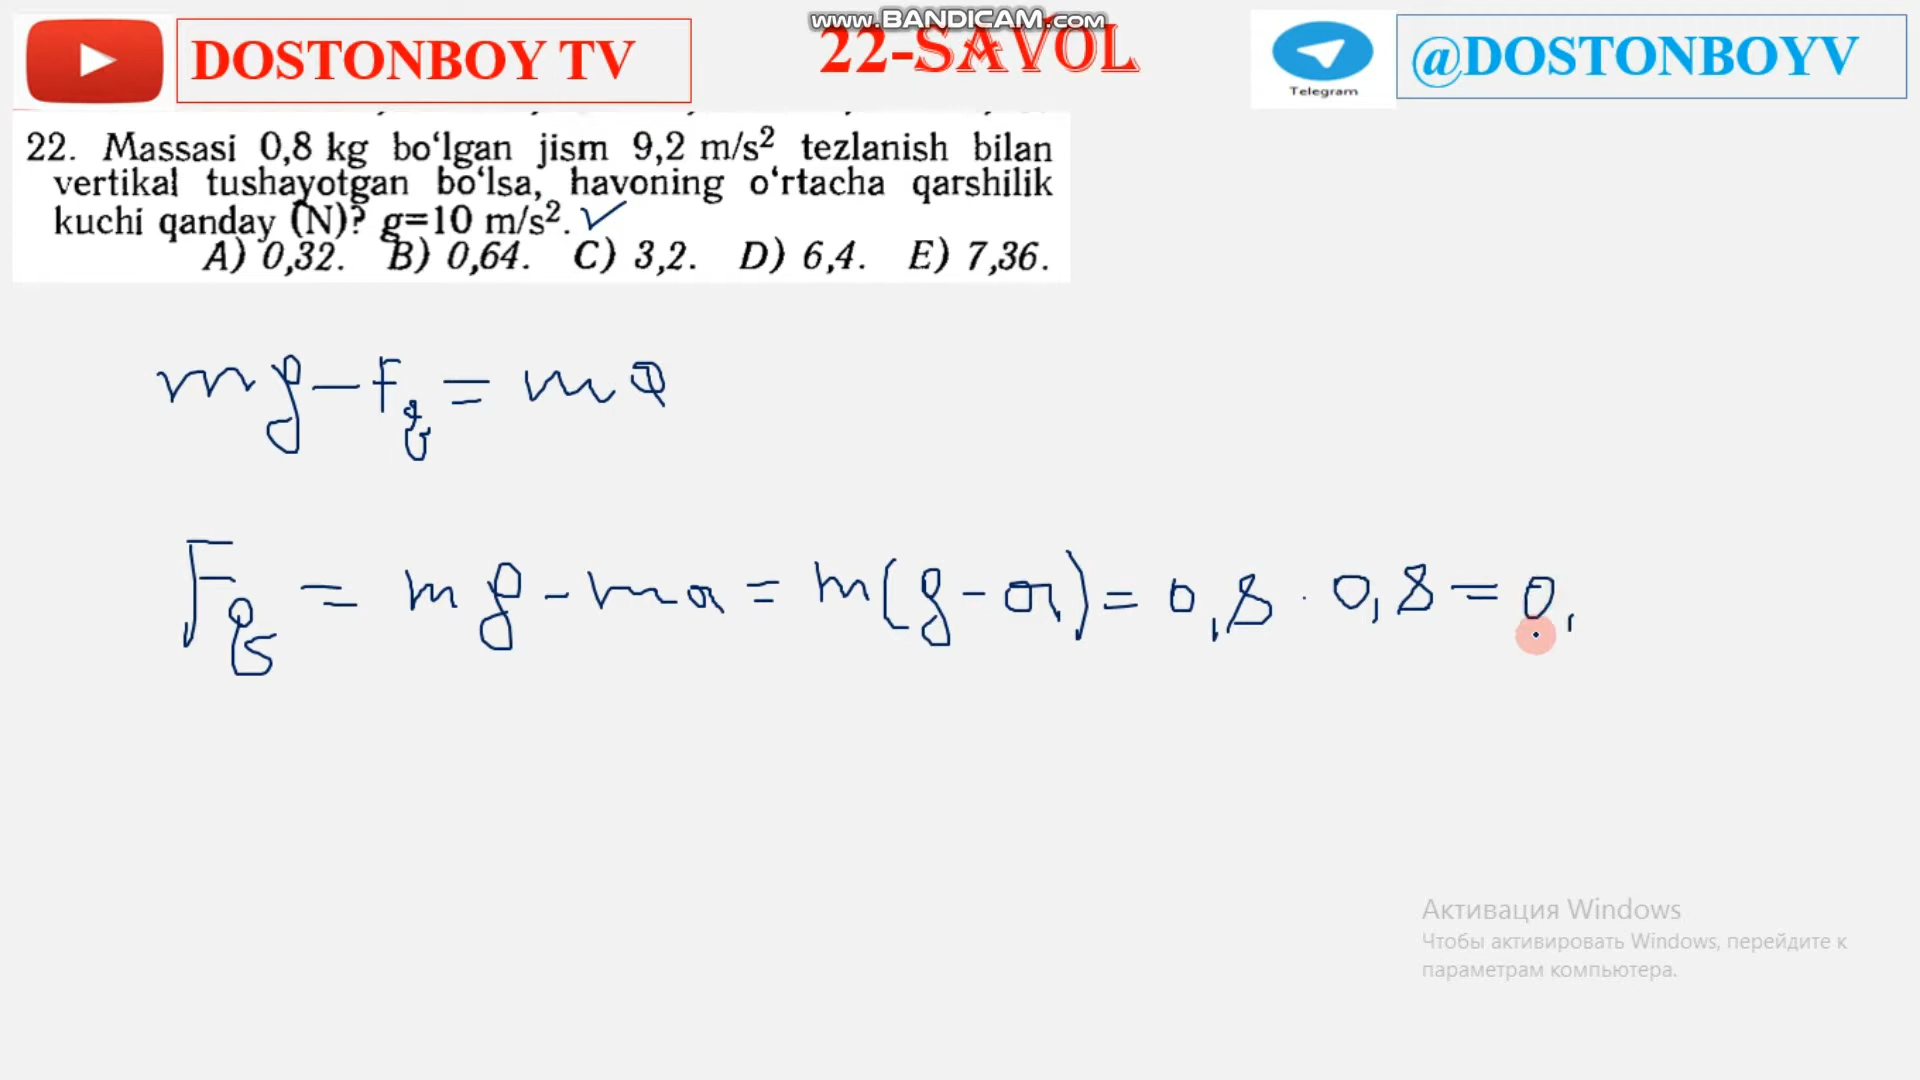 www.BANDICAM.com
DOSTONBOY TV
22-SAVOL
Telegram
@DOSTONBOYV
22. Massasi 0,8 kg bo‘lgan jism 9,2 m/s² tezlanish bilan
vertikal tushayotgan bo‘lsa, havoning o‘rtacha qarshilik
kuchi qanday (N)? g=10 m/s². ✓
A) 0,32. B) 0,64. C) 3,2. D) 6,4. E) 7,36.
mg – Fq = ma
Fq = mg – ma = m(g – a) = 0,8 · 0,8 = 0,
Активация Windows
Чтобы активировать Windows, перейдите к
параметрам компьютера.